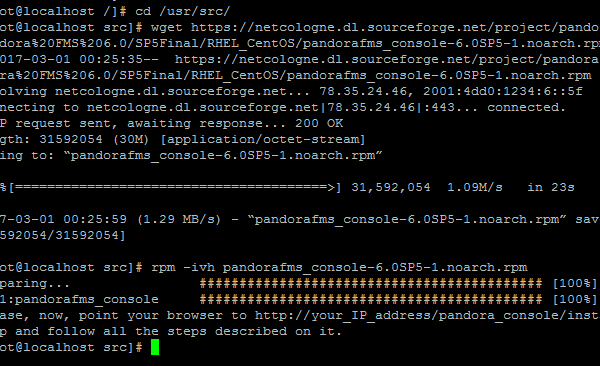 ot@localhost /]# cd /usr/src/
ot@localhost src]# wget https://netcologne.dl.sourceforge.net/project/pando
dora%20FMS%206.0/SP5Final/RHEL_CentOS/pandorafms_console-6.0SP5-1.noarch.rpm
017-03-01 00:25:35-- https://netcologne.dl.sourceforge.net/project/pandora
ra%20FMS%206.0/SP5Final/RHEL_CentOS/pandorafms_console-6.0SP5-1.noarch.rpm
olving netcologne.dl.sourceforge.net... 78.35.24.46, 2001:4dd0:1234:6::5f
necting to netcologne.dl.sourceforge.net|78.35.24.46|:443... connected.
P request sent, awaiting response... 200 OK
gth: 31592054 (30M) [application/octet-stream]
ing to: “pandorafms_console-6.0SP5-1.noarch.rpm”
%[======================================>] 31,592,054 1.09M/s in 23s
7-03-01 00:25:59 (1.29 MB/s) - “pandorafms_console-6.0SP5-1.noarch.rpm” sav
592054/31592054]
ot@localhost src]# rpm -ivh pandorafms_console-6.0SP5-1.noarch.rpm
paring... ########################################### [100%]
1:pandorafms_console ########################################### [100%]
ase, now, point your browser to http://your_IP_address/pandora_console/inst
p and follow all the steps described on it.
ot@localhost src]#